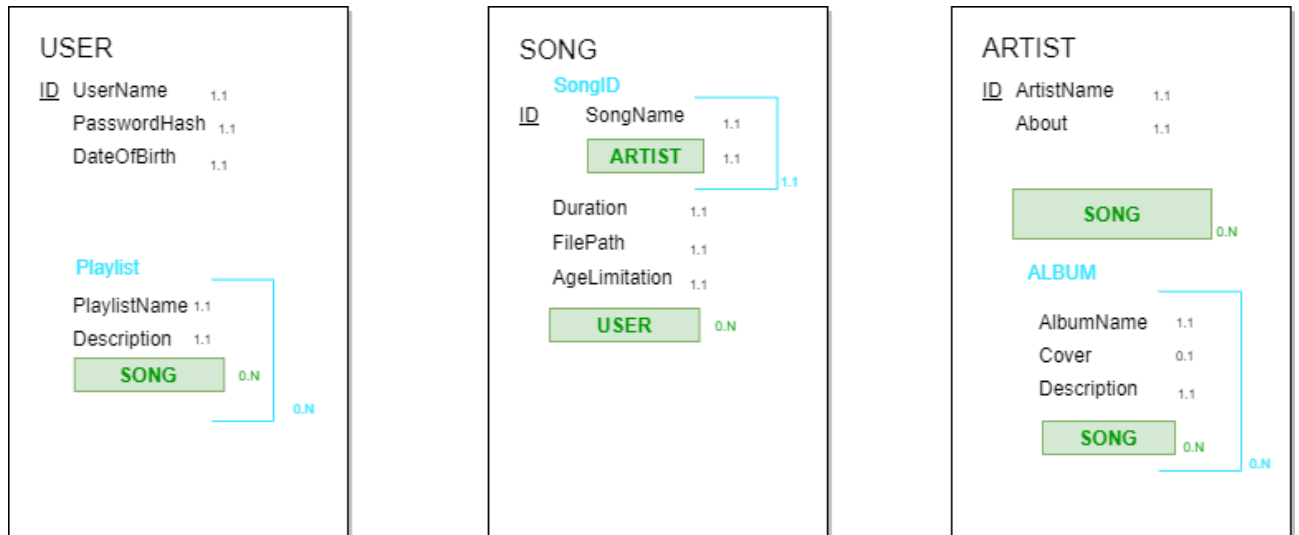 USER
ID UserName 1.1
PasswordHash 1.1
DateOfBirth 1.1
Playlist
PlaylistName 1.1
Description 1.1
SONG 0.N
0.N
SONG
SongID
ID SongName 1.1
ARTIST 1.1
1.1
Duration 1.1
FilePath 1.1
AgeLimitation 1.1
USER 0.N
ARTIST
ID ArtistName 1.1
About 1.1
SONG
0.N
ALBUM
AlbumName 1.1
Cover 0.1
Description 1.1
SONG 0.N
0.N